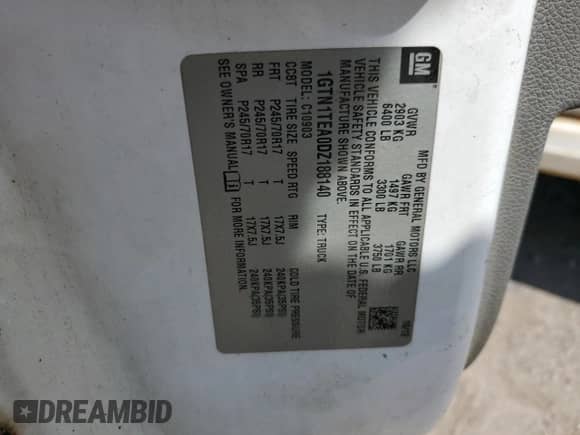 GM
MFD BY GENERAL MOTORS LLC
GVWR GAWR FRT GAWR RR
2903 KG 1497 KG 1701 KG
6400 LB 3300 LB 3750 LB
THIS VEHICLE CONFORMS TO ALL APPLICABLE U.S. FEDERAL MOTOR
VEHICLE SAFETY STANDARDS IN EFFECT ON THE DATE OF
MANUFACTURE SHOWN ABOVE.
1GTN1TEA0DZ188140 TYPE: TRUCK
MODEL: C10903
CC8T TIRE SIZE SPEED RTG RIM COLD TIRE PRESSURE
FRT P245/70R17 T 17X7.5J 240KPA(35PSI)
RR P245/70R17 T 17X7.5J 240KPA(35PSI)
SPA P245/70R17 T 17X7.5J 240KPA(35PSI)
SEE OWNER'S MANUAL FOR MORE INFORMATION.
DREAMBID